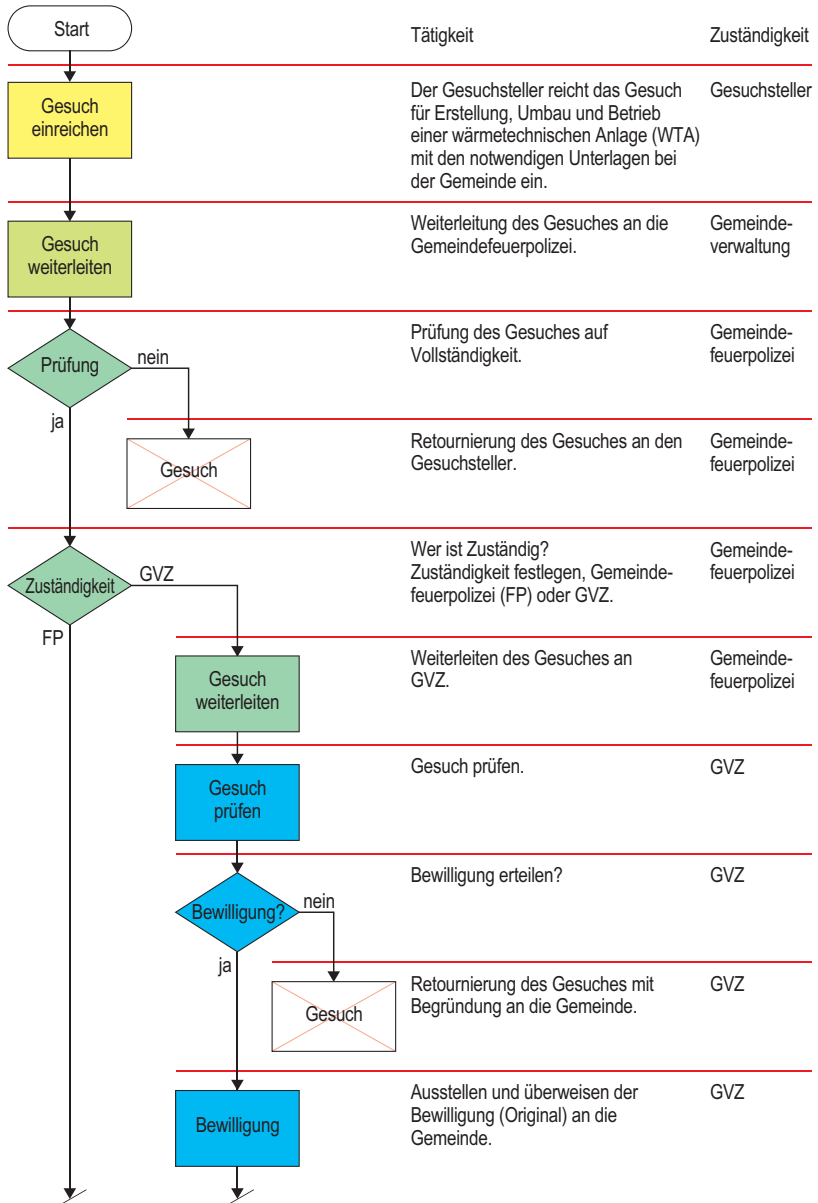 Start
Tätigkeit
Zuständigkeit
Gesuch
einreichen
Der Gesuchsteller reicht das Gesuch
für Erstellung, Umbau und Betrieb
einer wärmetechnischen Anlage (WTA)
mit den notwendigen Unterlagen bei
der Gemeinde ein.
Gesuchsteller
Gesuch
weiterleiten
Weiterleitung des Gesuches an die
Gemeindefeuerpolizei.
Gemeinde-
verwaltung
Prüfung
nein
ja
Prüfung des Gesuches auf
Vollständigkeit.
Gemeinde-
feuerpolizei
Gesuch
Retournierung des Gesuches an den
Gesuchsteller.
Gemeinde-
feuerpolizei
Zuständigkeit
GVZ
FP
Wer ist Zuständig?
Zuständigkeit festlegen, Gemeinde-
feuerpolizei (FP) oder GVZ.
Gemeinde-
feuerpolizei
Gesuch
weiterleiten
Weiterleiten des Gesuches an
GVZ.
Gemeinde-
feuerpolizei
Gesuch
prüfen
Gesuch prüfen.
GVZ
Bewilligung?
nein
ja
Bewilligung erteilen?
GVZ
Gesuch
Retournierung des Gesuches mit
Begründung an die Gemeinde.
GVZ
Bewilligung
Ausstellen und überweisen der
Bewilligung (Original) an die
Gemeinde.
GVZ